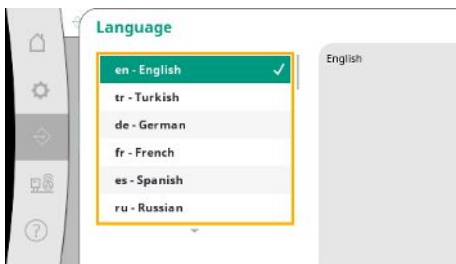 Language
en - English
tr - Turkish
de - German
fr - French
es - Spanish
ru - Russian
English
?